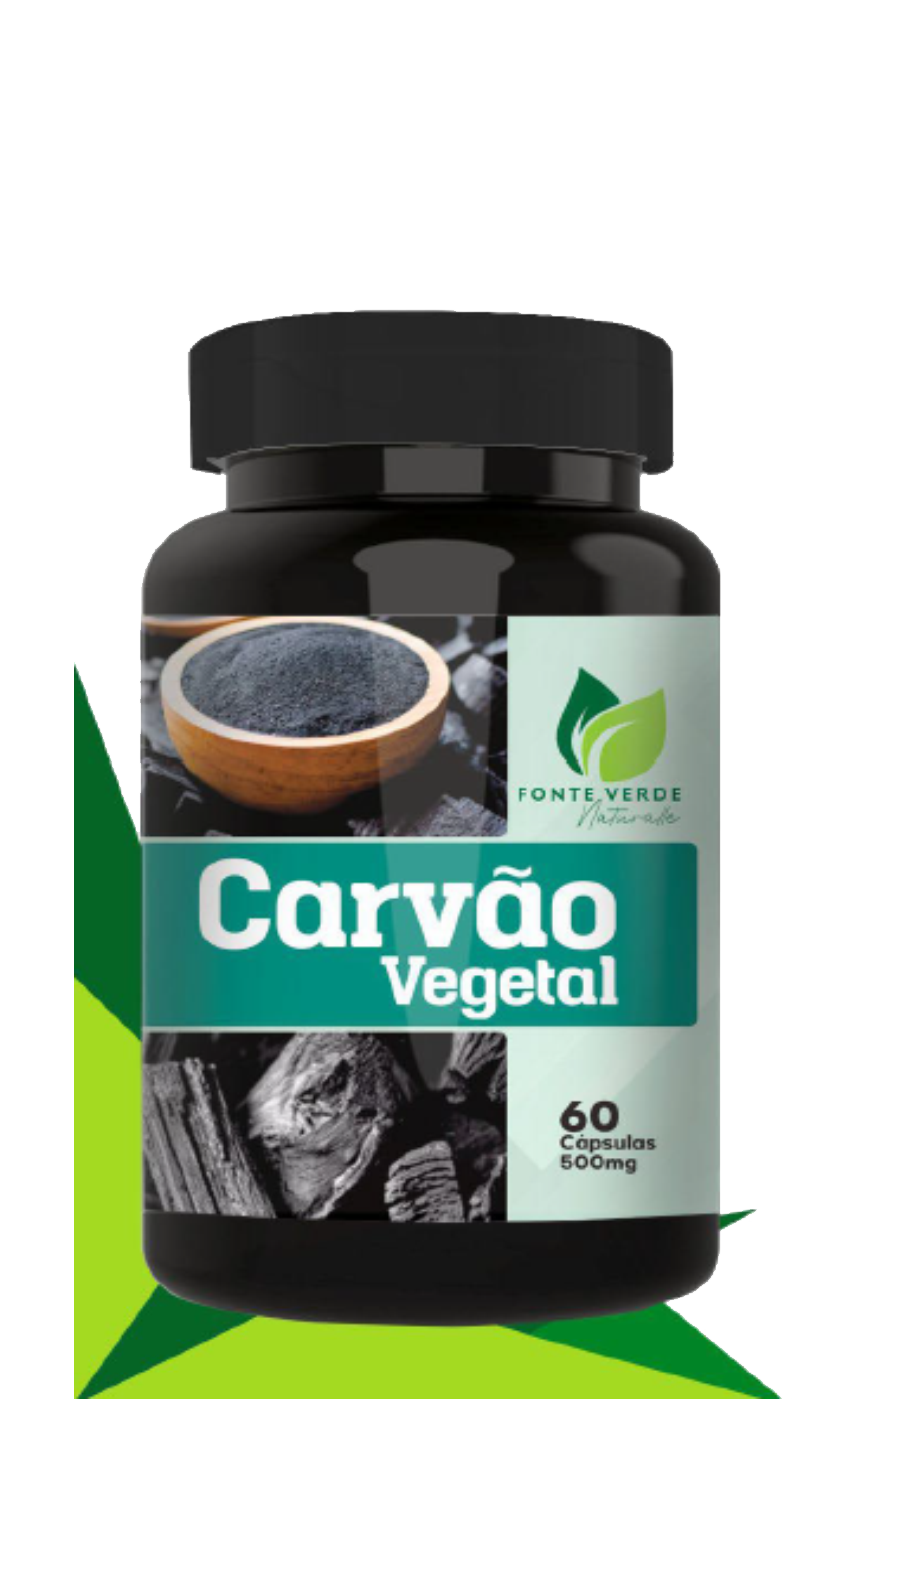 FONTE VERDE
Naturalle
Carvão
Vegetal
60
Cápsulas
500mg